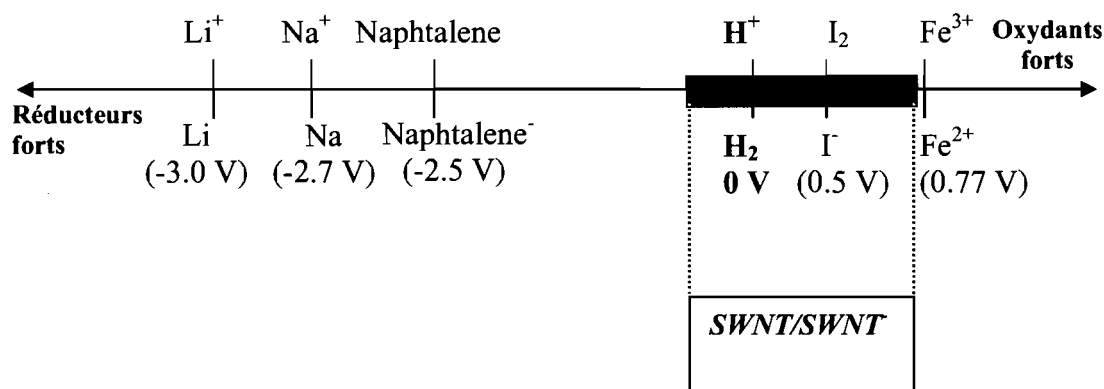 Li+ Na+ Naphtalene H+ I2 Fe3+ Oxydants
forts
Réducteurs
forts
Li Na Naphtalene- H2 I- Fe2+
(-3.0 V) (-2.7 V) (-2.5 V) 0 V (0.5 V) (0.77 V)
SWNT/SWNT-